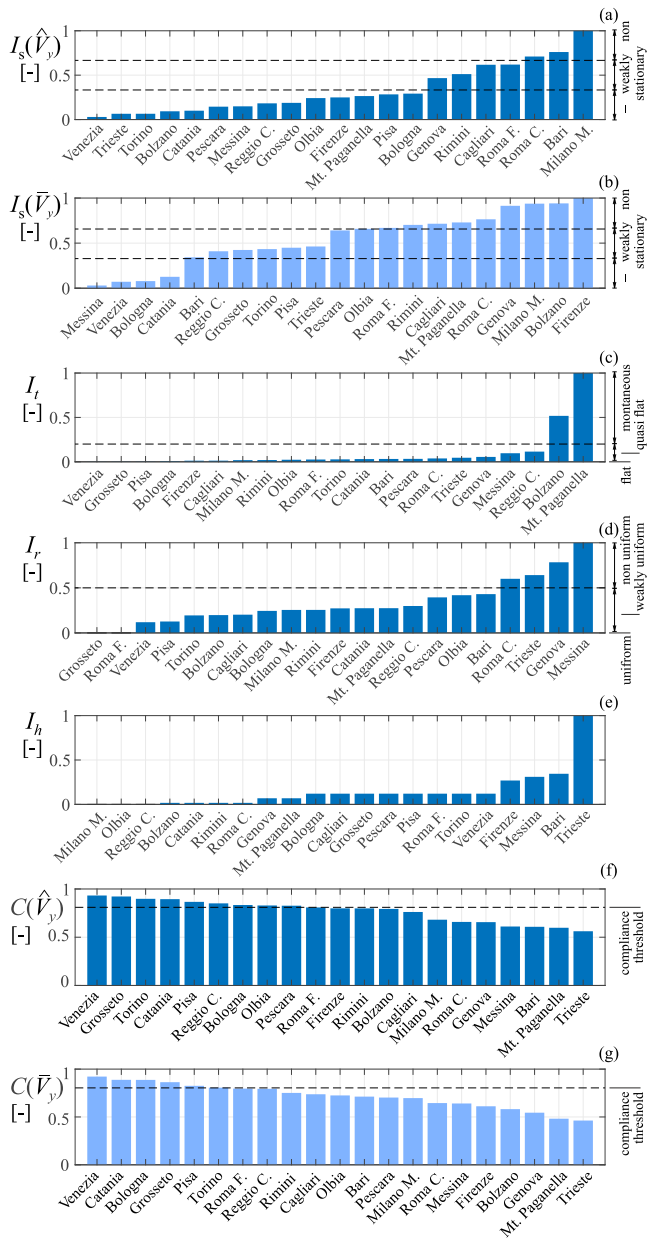 (a)
I_s(V̂_y)
[-]
1
0.5
0
non
weakly
stationary
–
Venezia
Trieste
Torino
Bolzano
Catania
Pescara
Messina
Reggio C.
Grosseto
Olbia
Firenze
Mt. Paganella
Pisa
Bologna
Genova
Rimini
Cagliari
Roma F.
Roma C.
Bari
Milano M.
(b)
I_s(V̄_y)
[-]
1
0.5
0
non
weakly
stationary
–
Messina
Venezia
Bologna
Catania
Bari
Reggio C.
Grosseto
Torino
Pisa
Trieste
Pescara
Olbia
Roma F.
Rimini
Cagliari
Mt. Paganella
Roma C.
Genova
Milano M.
Bolzano
Firenze
(c)
I_t
[-]
1
0.5
0
montaneous
quasi flat
flat
Venezia
Grosseto
Pisa
Bologna
Firenze
Cagliari
Milano M.
Rimini
Olbia
Roma F.
Torino
Catania
Bari
Pescara
Roma C.
Trieste
Genova
Messina
Reggio C.
Bolzano
Mt. Paganella
(d)
I_r
[-]
1
0.5
0
non uniform
weakly uniform
unifirom
Grosseto
Roma F.
Venezia
Pisa
Torino
Bolzano
Cagliari
Bologna
Milano M.
Rimini
Firenze
Catania
Mt. Paganella
Reggio C.
Pescara
Olbia
Bari
Roma C.
Trieste
Genova
Messina
(e)
I_h
[-]
1
0.5
0
Milano M.
Olbia
Reggio C.
Bolzano
Catania
Rimini
Roma C.
Genova
Mt. Paganella
Bologna
Cagliari
Grosseto
Pescara
Pisa
Roma F.
Torino
Venezia
Firenze
Messina
Bari
Trieste
(f)
C(V̂_y)
[-]
1
0.5
0
compliance
threshold
Venezia
Grosseto
Torino
Catania
Pisa
Reggio C.
Bologna
Olbia
Pescara
Roma F.
Firenze
Rimini
Bolzano
Cagliari
Milano M.
Roma C.
Genova
Messina
Bari
Mt. Paganella
Trieste
(g)
C(V̄_y)
[-]
1
0.5
0
compliance
threshold
Venezia
Catania
Bologna
Grosseto
Pisa
Torino
Roma F.
Reggio C.
Rimini
Cagliari
Olbia
Bari
Pescara
Milano M.
Roma C.
Messina
Firenze
Bolzano
Genova
Mt. Paganella
Trieste